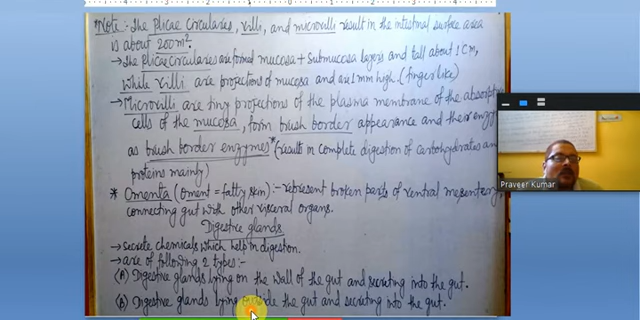 *Note:- The plicae circulares, villi, and microvilli result in the intestinal surface area
is about 200m².
→ The plicae circulares are formed mucosa + submucosa layers and tall about 1 cm,
while villi are projections of mucosa and are 1 mm high. (finger like)
→ Microvilli are tiny projections of the plasma membrane of the absorptive
cells of the mucosa, form brush border appearance and their
as brush border enzymes* (result in complete digestion of carbohydrates and
proteins mainly)
* Omenta (oment = fatty skin) :- represent broken parts of ventral mesentery,
connecting gut with other visceral organs.
Digestive glands
→ Secrete chemicals which help in digestion.
→ are of following 2 types:-
(A) Digestive glands lying on the wall of the gut and secreting into the gut.
(B) Digestive glands lying outside the gut and secreting into the gut.
Praveer Kumar